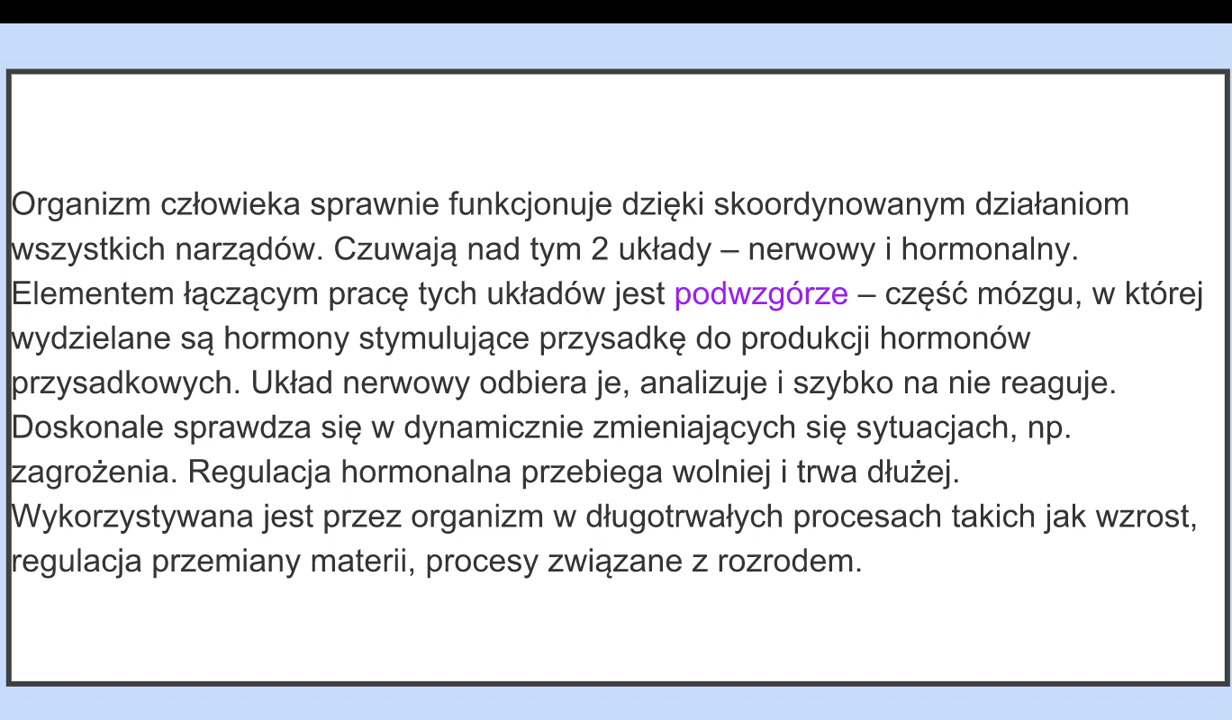 Organizm człowieka sprawnie funkcjonuje dzięki skoordynowanym działaniom
wszystkich narządów. Czuwają nad tym 2 układy – nerwowy i hormonalny.
Elementem łączącym pracę tych układów jest podwzgórze – część mózgu, w której
wydzielane są hormony stymulujące przysadkę do produkcji hormonów
przysadkowych. Układ nerwowy odbiera je, analizuje i szybko na nie reaguje.
Doskonale sprawdza się w dynamicznie zmieniających się sytuacjach, np.
zagrożenia. Regulacja hormonalna przebiega wolniej i trwa dłużej.
Wykorzystywana jest przez organizm w długotrwałych procesach takich jak wzrost,
regulacja przemiany materii, procesy związane z rozrodem.